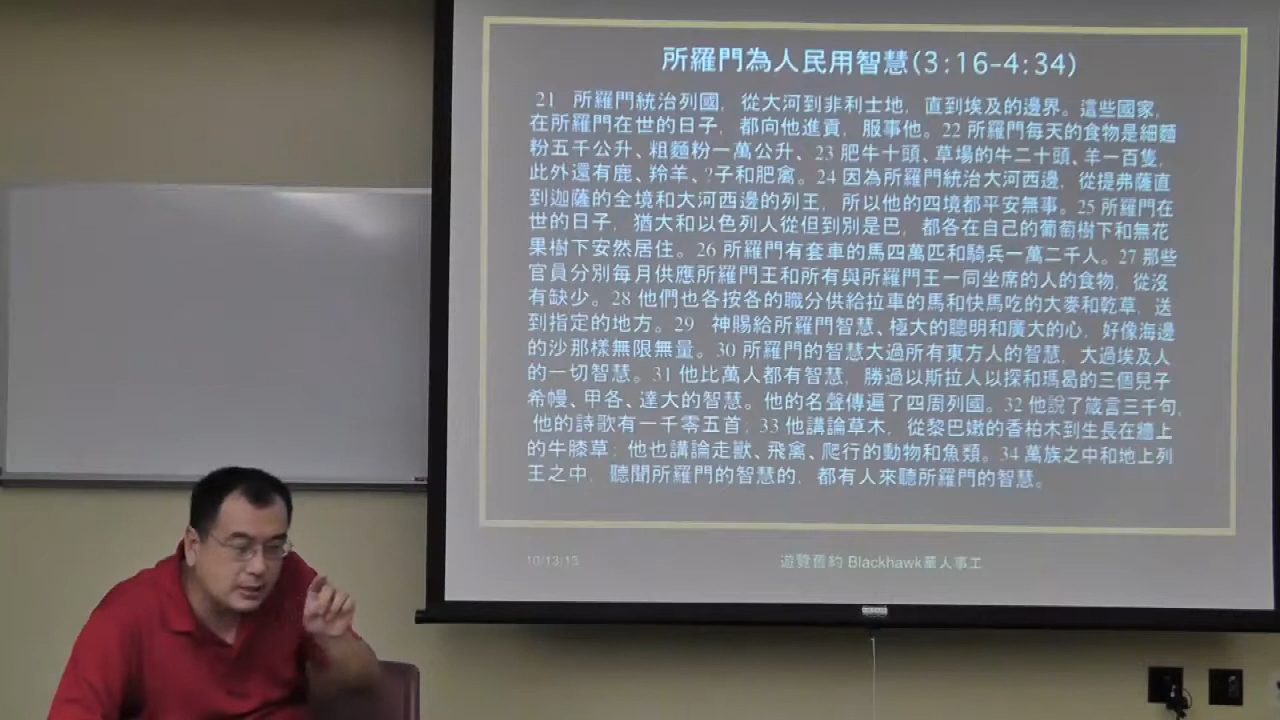 所羅門為人民用智慧(3:16-4:34)
21 所羅門統治列國，從大河到非利士地，直到埃及的邊界。這些國家，
在所羅門在世的日子，都向他進貢，服事他。22 所羅門每天的食物是細麵
粉五千公升、粗麵粉一萬公升、23 肥牛十頭、草場的牛二十頭、羊一百隻，
此外還有鹿、羚羊、?子和肥禽。24 因為所羅門統治大河西邊，從提弗薩直
到迦薩的全境和大河西邊的列王，所以他的四境都平安無事。25 所羅門在
世的日子，猶大和以色列人從但到別是巴，都各在自己的葡萄樹下和無花
果樹下安然居住。26 所羅門有套車的馬四萬匹和騎兵一萬二千人。27 那些
官員分別每月供應所羅門王和所有與所羅門王一同坐席的人的食物，從沒
有缺少。28 他們也各按各的職分供給拉車的馬和快馬吃的大麥和乾草，送
到指定的地方。29 神賜給所羅門智慧、極大的聰明和廣大的心，好像海邊
的沙那樣無限無量。30 所羅門的智慧大過所有東方人的智慧，大過埃及人
的一切智慧。31 他比萬人都有智慧，勝過以斯拉人以探和瑪曷的三個兒子
希幔、甲各、達大的智慧。他的名聲傳遍了四周列國。32 他說了箴言三千句，
他的詩歌有一千零五首；33 他講論草木，從黎巴嫩的香柏木到生長在牆上
的牛膝草；他也講論走獸、飛禽、爬行的動物和魚類。34 萬族之中和地上列
王之中，聽聞所羅門的智慧的，都有人來聽所羅門的智慧。
10/13/13
遊覽舊約 Blackhawk華人事工